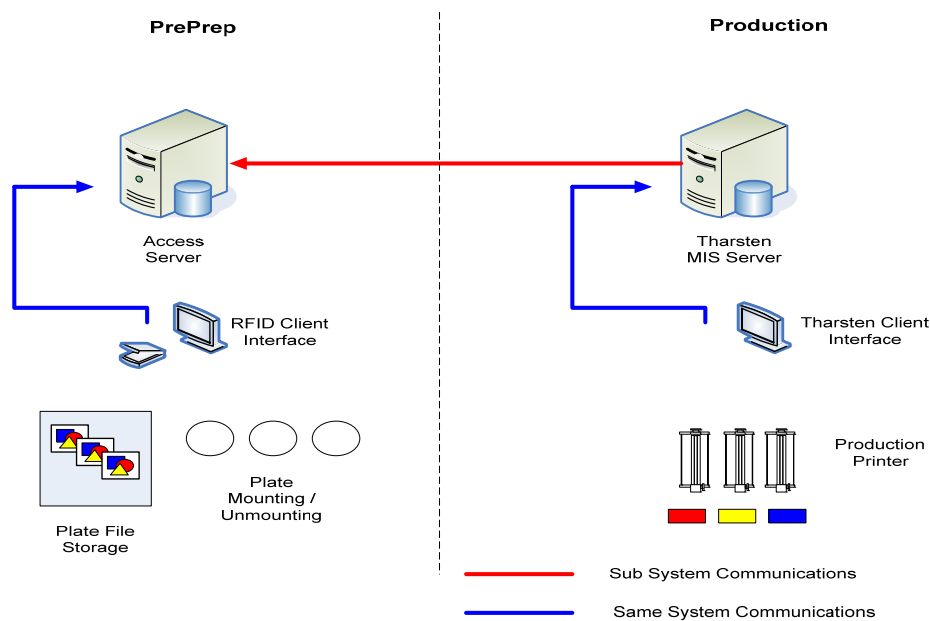 PrePrep
Production
Access
Server
Tharsten
MIS Server
RFID Client
Interface
Tharsten Client
Interface
Plate File
Storage
Plate
Mounting /
Unmounting
Production
Printer
Sub System Communications
Same System Communications